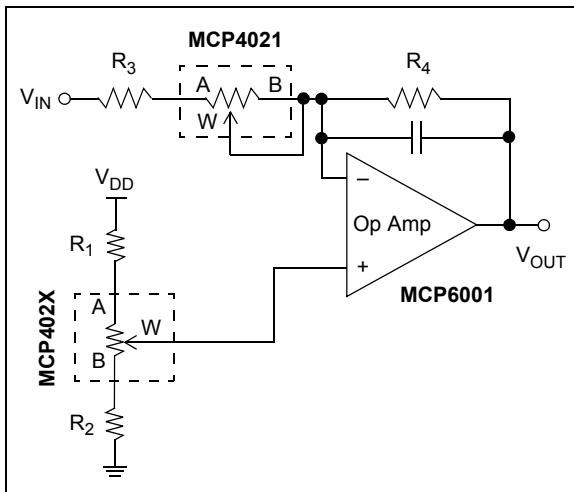 MCP4021
R3
A
B
R4
VIN
W
VDD
–
Op Amp
R1
VOUT
+
MCP6001
MCP402X
A
W
B
R2